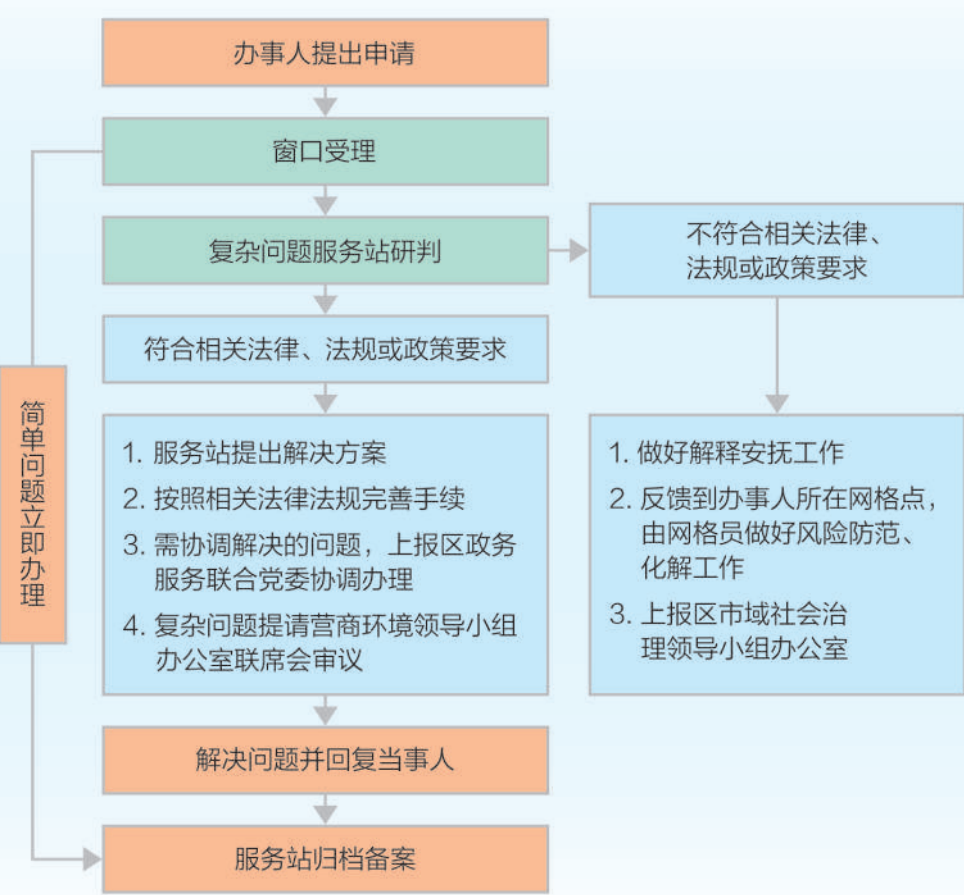 办事人提出申请
窗口受理
复杂问题服务站研判
不符合相关法律、
法规或政策要求
符合相关法律、法规或政策要求
简单问题立即办理
1. 服务站提出解决方案
2. 按照相关法律法规完善手续
3. 需协调解决的问题，上报区政务
服务联合党委协调办理
4. 复杂问题提请营商环境领导小组
办公室联席会审议
1. 做好解释安抚工作
2. 反馈到办事人所在网格点，
由网格员做好风险防范、
化解工作
3. 上报区市域社会治
理领导小组办公室
解决问题并回复当事人
服务站归档备案